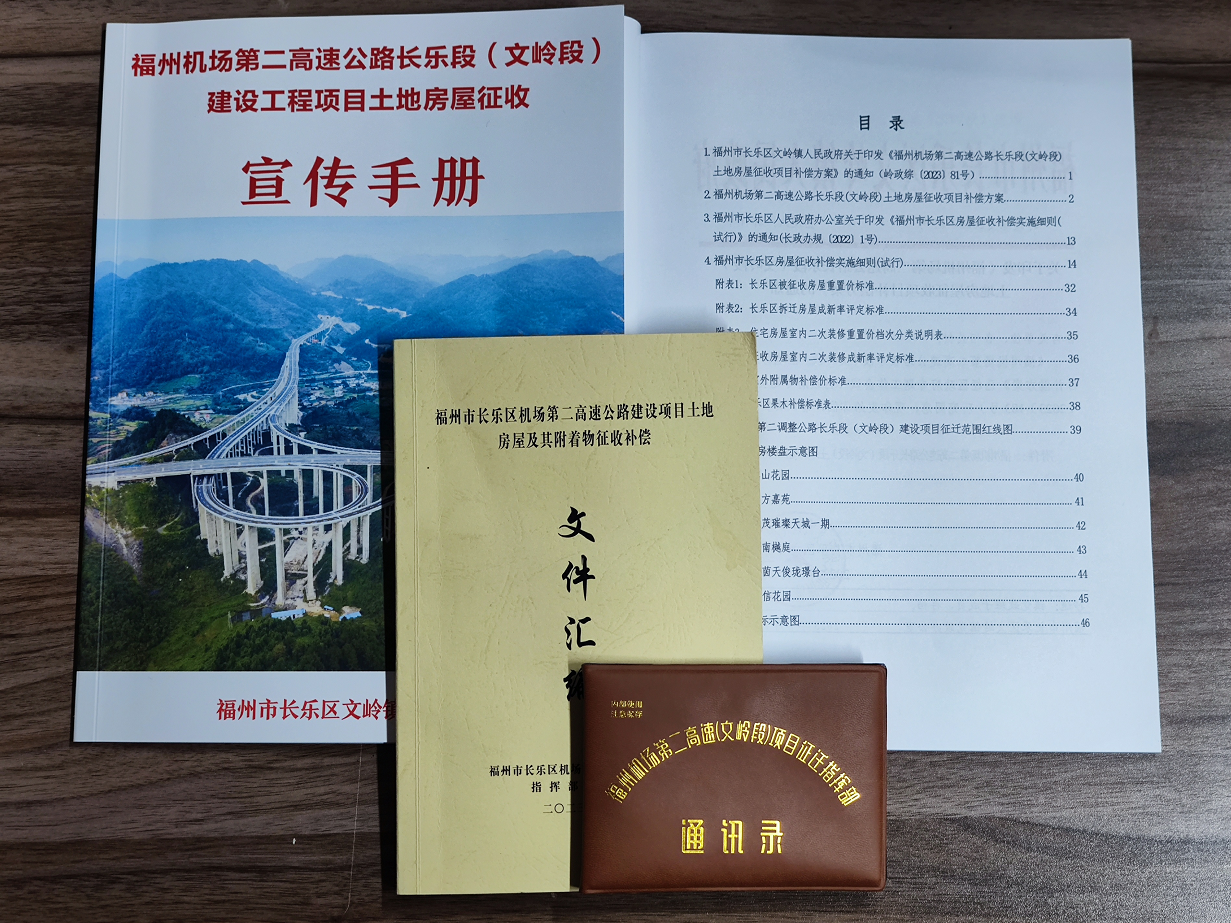 福州机场第二高速公路长乐段（文岭段）
建设工程项目土地房屋征收
宣传手册
福州市长乐区文岭镇
目 录
1. 福州市长乐区文岭镇人民政府关于印发《福州机场第二高速公路长乐段(文岭段)
土地房屋征收项目补偿方案》的通知（岭政综〔2023〕81号）......1
2. 福州机场第二高速公路长乐段(文岭段)土地房屋征收项目补偿方案......2
3. 福州市长乐区人民政府办公室关于印发《福州市长乐区房屋征收补偿实施细则(
试行)》的通知(长政办规〔2022〕1号)......13
4. 福州市长乐区房屋征收补偿实施细则(试行)......14
附表1：长乐区被征收房屋重置价标准......32
附表2：长乐区拆迁房屋成新率评定标准......34
住宅房屋室内二次装修重置价档次分类说明表......35
收房屋室内二次装修成新率评定标准......36
外附属物补偿价标准......37
区果木补偿标准表......38
第二调整公路长乐段（文岭段）建设项目征迁范围红线图......39
房楼盘示意图
山花园......40
方嘉苑......41
茂璀璨天城一期......42
南樾庭......43
天俊珑璟台......44
信花园......45
示意图......46
福州市长乐区机场第二高速公路建设项目土地
房屋及其附着物征收补偿
文件汇
福州市长乐区机场
指挥部
二〇二
内部使用
注意保存
福州机场第二高速(文岭段)项目征迁指挥部
通讯录